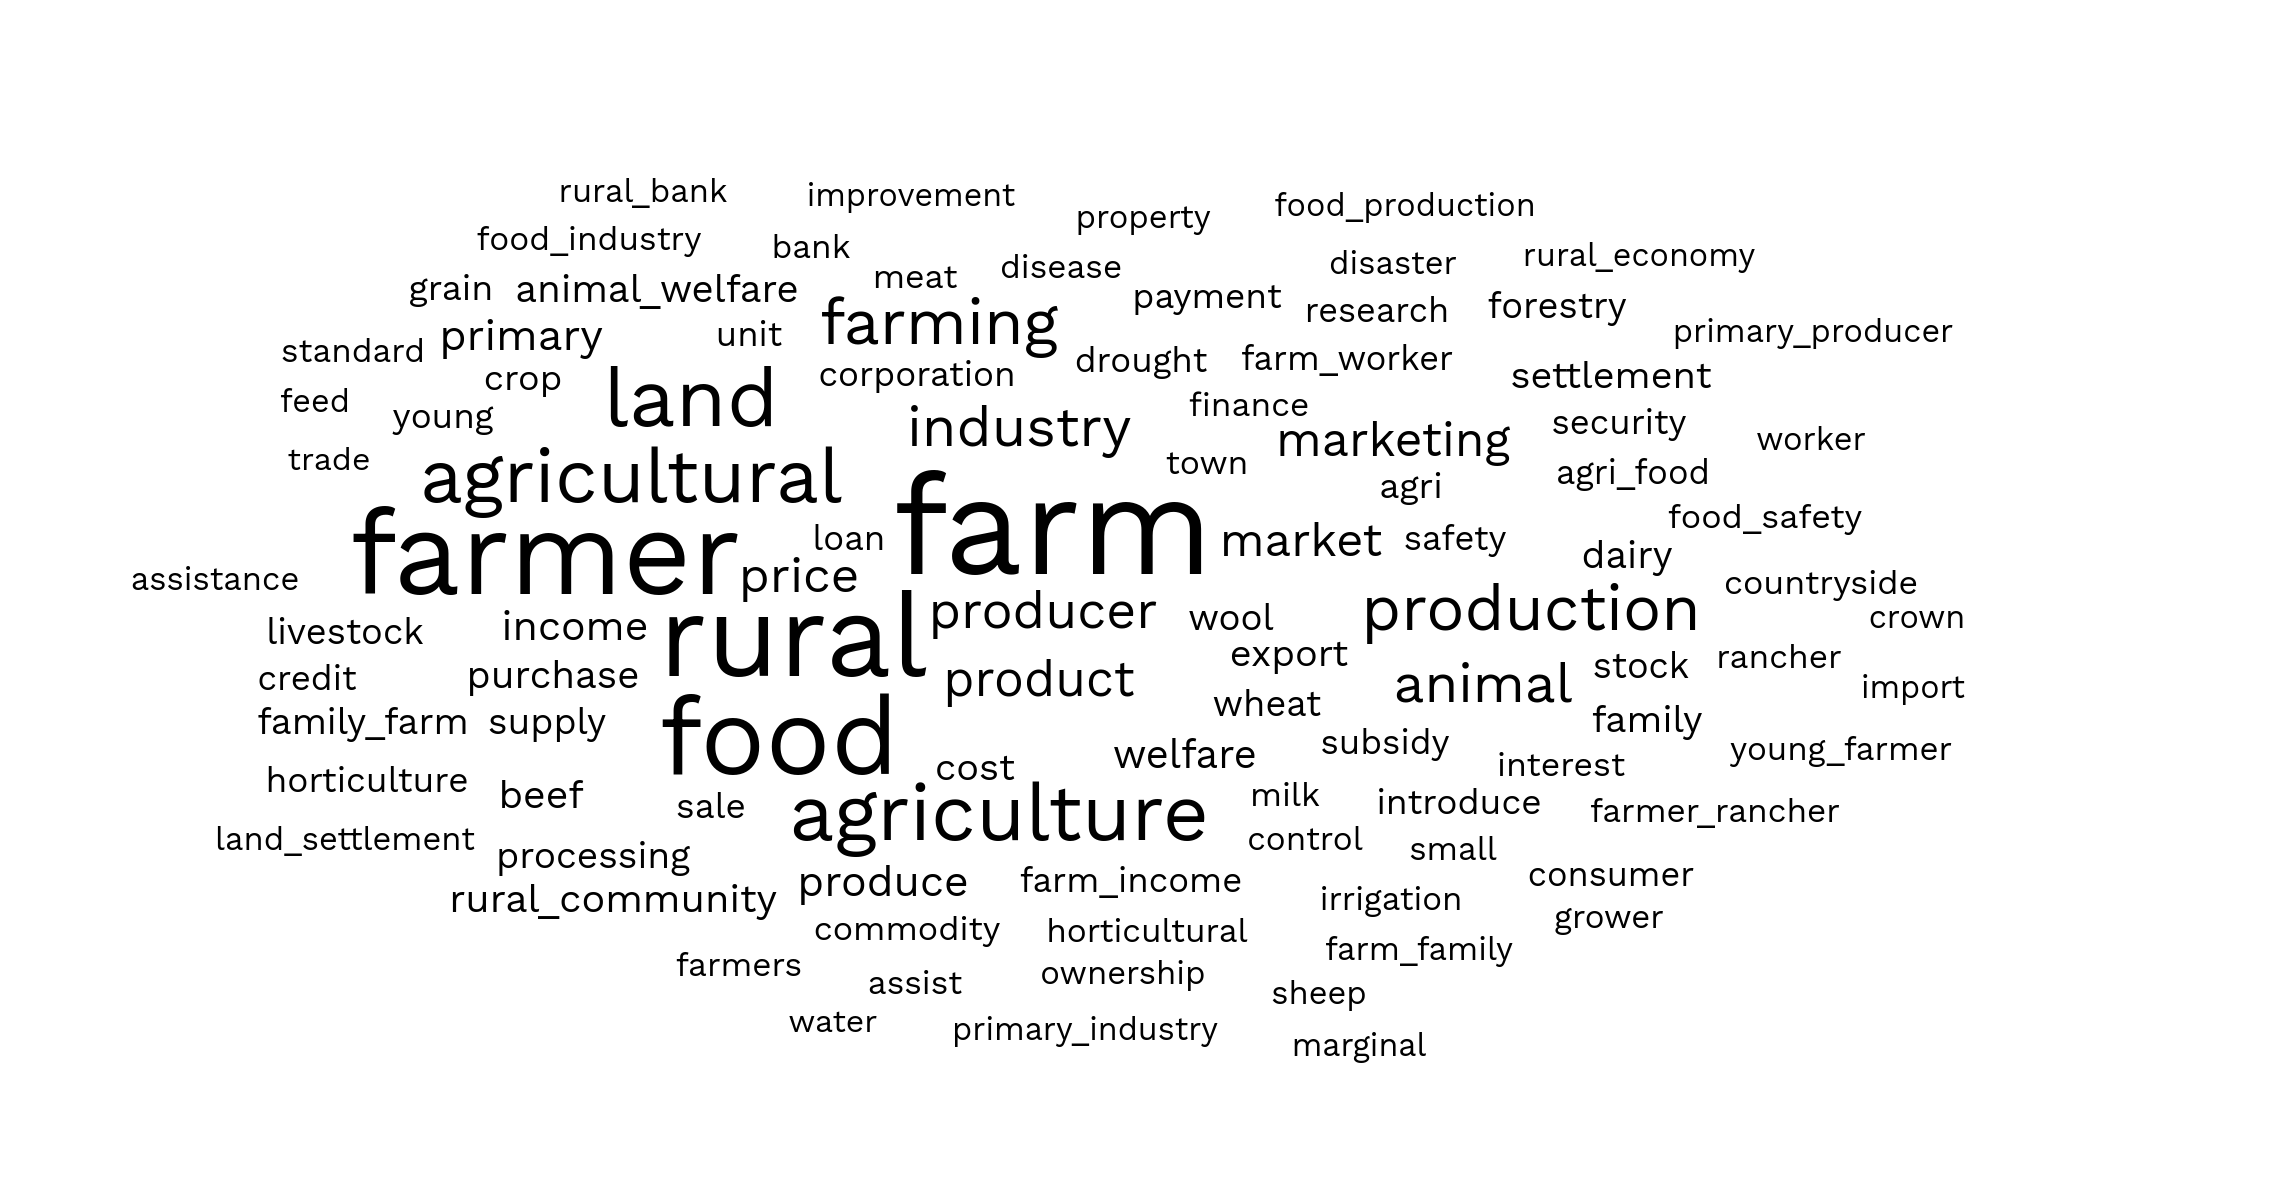 rural_bank
improvement
food_production
property
food_industry
bank
disease
disaster
rural_economy
grain
animal_welfare
meat
payment
research
forestry
primary
unit
farming
primary_producer
standard
crop
corporation
drought
farm_worker
settlement
feed
young
land
industry
finance
marketing
security
worker
trade
agricultural
town
agri
agri_food
farmer
loan
farm
market
safety
food_safety
dairy
assistance
price
countryside
livestock
income
rural
producer
wool
production
crown
credit
purchase
product
export
animal
stock
rancher
import
family_farm
supply
food
wheat
family
horticulture
beef
cost
welfare
subsidy
interest
young_farmer
sale
agriculture
milk
introduce
farmer_rancher
land_settlement
processing
control
small
rural_community
produce
farm_income
irrigation
consumer
grower
commodity
horticultural
farm_family
farmers
assist
ownership
sheep
water
primary_industry
marginal